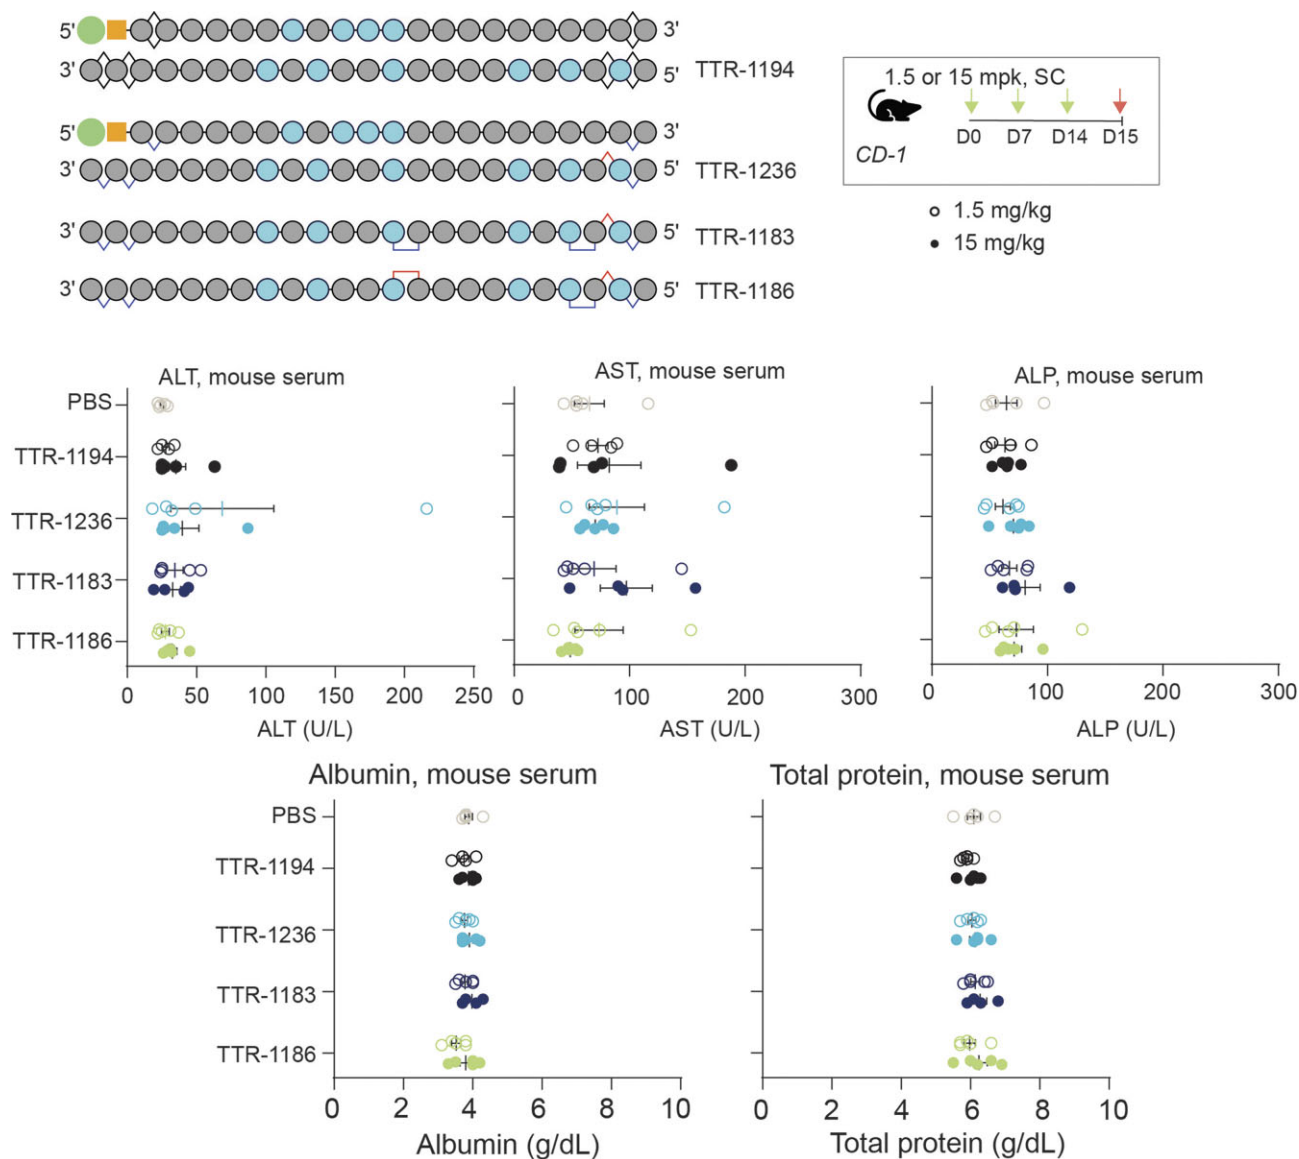 5' 3'
3' 5' TTR-1194
5' 3'
3' 5' TTR-1236
3' 5' TTR-1183
3' 5' TTR-1186
1.5 or 15 mpk, SC
D0 D7 D14 D15
CD-1
1.5 mg/kg
15 mg/kg
ALT, mouse serum
PBS
TTR-1194
TTR-1236
TTR-1183
TTR-1186
0 50 100 150 200 250
ALT (U/L)
AST, mouse serum
0 100 200 300
AST (U/L)
ALP, mouse serum
0 100 200 300
ALP (U/L)
Albumin, mouse serum
PBS
TTR-1194
TTR-1236
TTR-1183
TTR-1186
0 2 4 6 8 10
Albumin (g/dL)
Total protein, mouse serum
0 2 4 6 8 10
Total protein (g/dL)